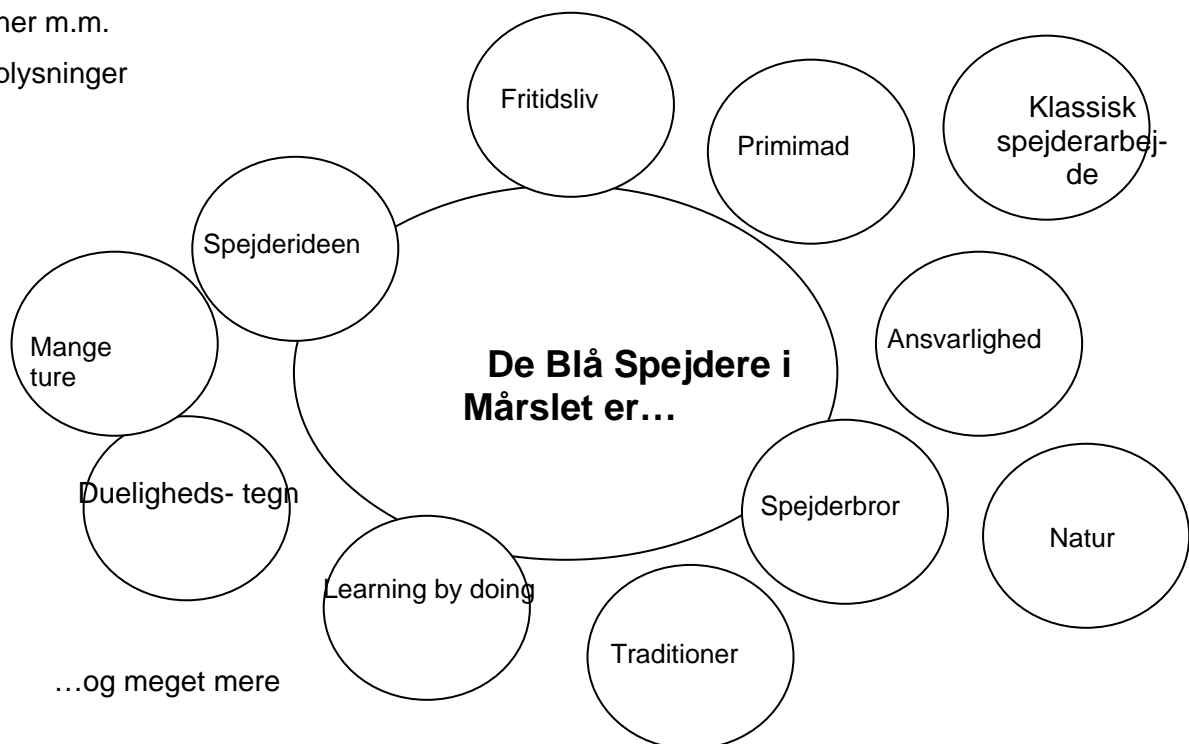 ner m.m.
plysninger
Fritidsliv
Primimad
Klassisk
spejderarbej-
de
Spejderideen
Mange
ture
De Blå Spejdere i
Mårslet er…
Ansvarlighed
Dueligheds- tegn
Spejderbror
Natur
Learning by doing
Traditioner
…og meget mere